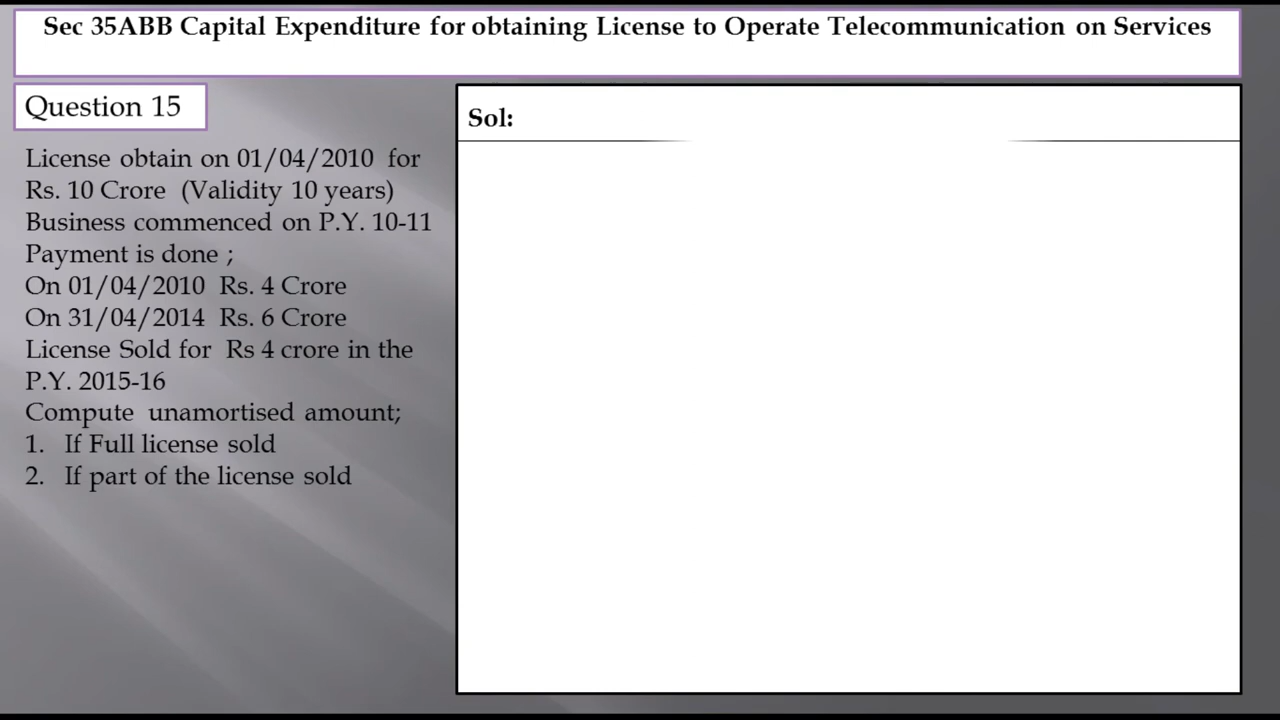 Sec 35ABB Capital Expenditure for obtaining License to Operate Telecommunication on Services
Question 15
License obtain on 01/04/2010 for
Rs. 10 Crore (Validity 10 years)
Business commenced on P.Y. 10-11
Payment is done ;
On 01/04/2010 Rs. 4 Crore
On 31/04/2014 Rs. 6 Crore
License Sold for Rs 4 crore in the
P.Y. 2015-16
Compute unamortised amount;
1. If Full license sold
2. If part of the license sold
Sol: